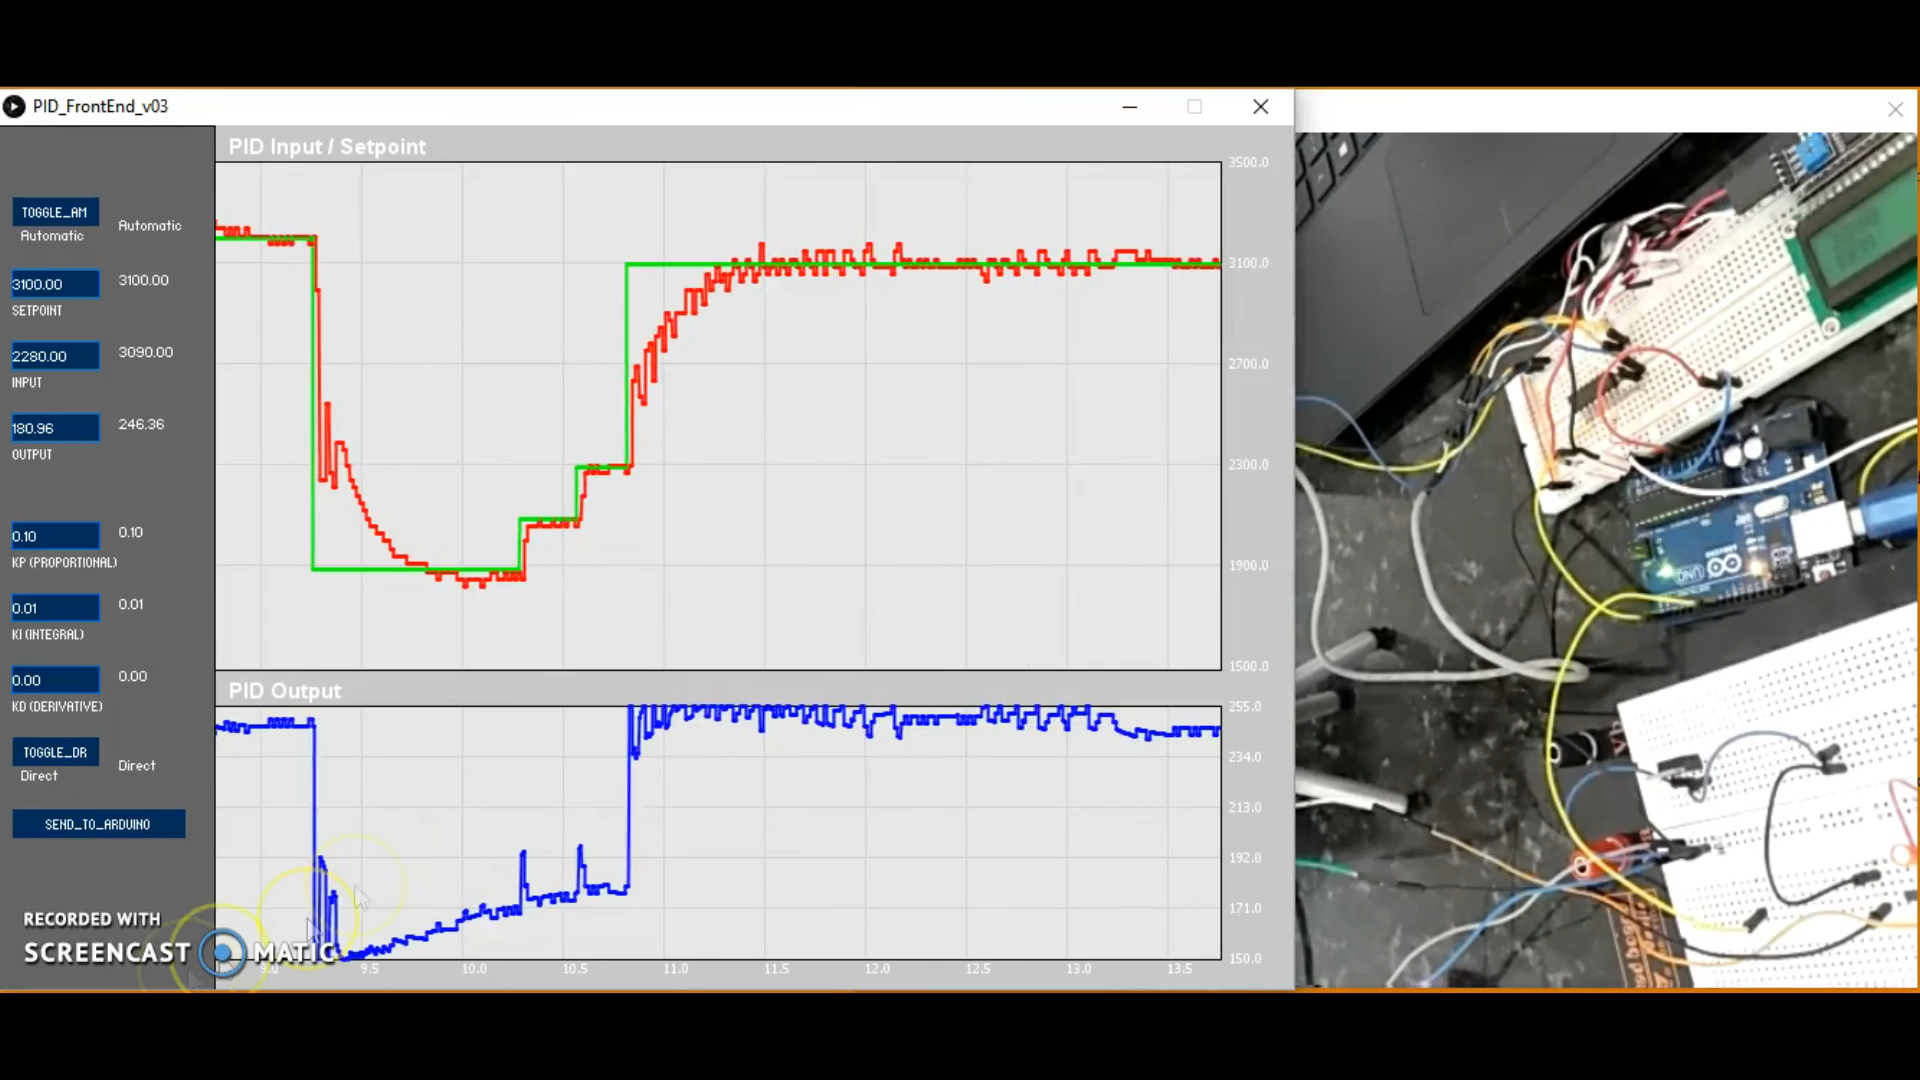 PID_FrontEnd_v03
PID Input / Setpoint
3500.0
3100.0
2700.0
2300.0
1900.0
1500.0
TOGGLE_AM
Automatic
Automatic
3100.00
3100.00
SETPOINT
2280.00
3090.00
INPUT
180.96
246.36
OUTPUT
0.10
0.10
KP (PROPORTIONAL)
0.01
0.01
KI (INTEGRAL)
0.00
0.00
KD (DERIVATIVE)
TOGGLE_DR
Direct
Direct
SEND_TO_ARDUINO
PID Output
255.0
234.0
213.0
192.0
171.0
150.0
9.0 9.5 10.0 10.5 11.0 11.5 12.0 12.5 13.0 13.5
RECORDED WITH
SCREENCAST MATIC
UNO